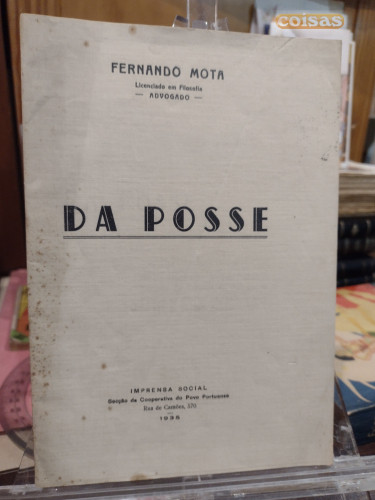 coisas
FERNANDO MOTA
Licenciado em Filosofia
— ADVOGADO —
DA POSSE
IMPRENSA SOCIAL
Secção da Cooperativa do Povo Portuense
Rua de Camões, 570
1935